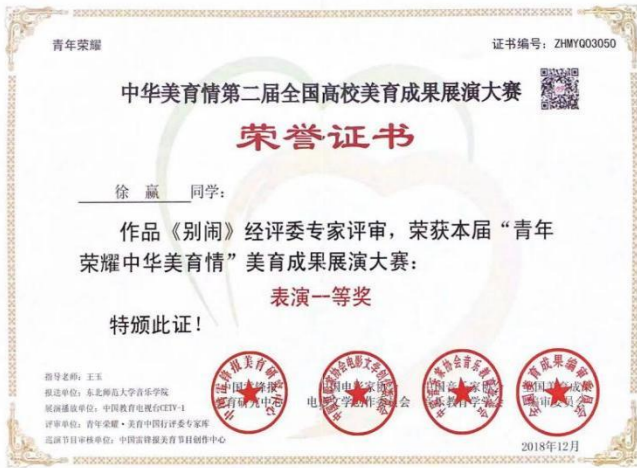 青年荣耀
证书编号：ZHMYQ03050
中华美育情第二届全国高校美育成果展演大赛
荣誉证书
徐赢 同学：
作品《别闹》经评委专家评审，荣获本届“青年
荣耀中华美育情”美育成果展演大赛：
表演一等奖
特颁此证！
指导老师：王玉
报送单位：东北师范大学音乐学院
展演播放单位：中国教育电视台CETV-1
评审单位：青年荣耀·美育中国行评委专家库
巡演节目审核单位：中国雷锋报美育节目创作中心
2018年12月